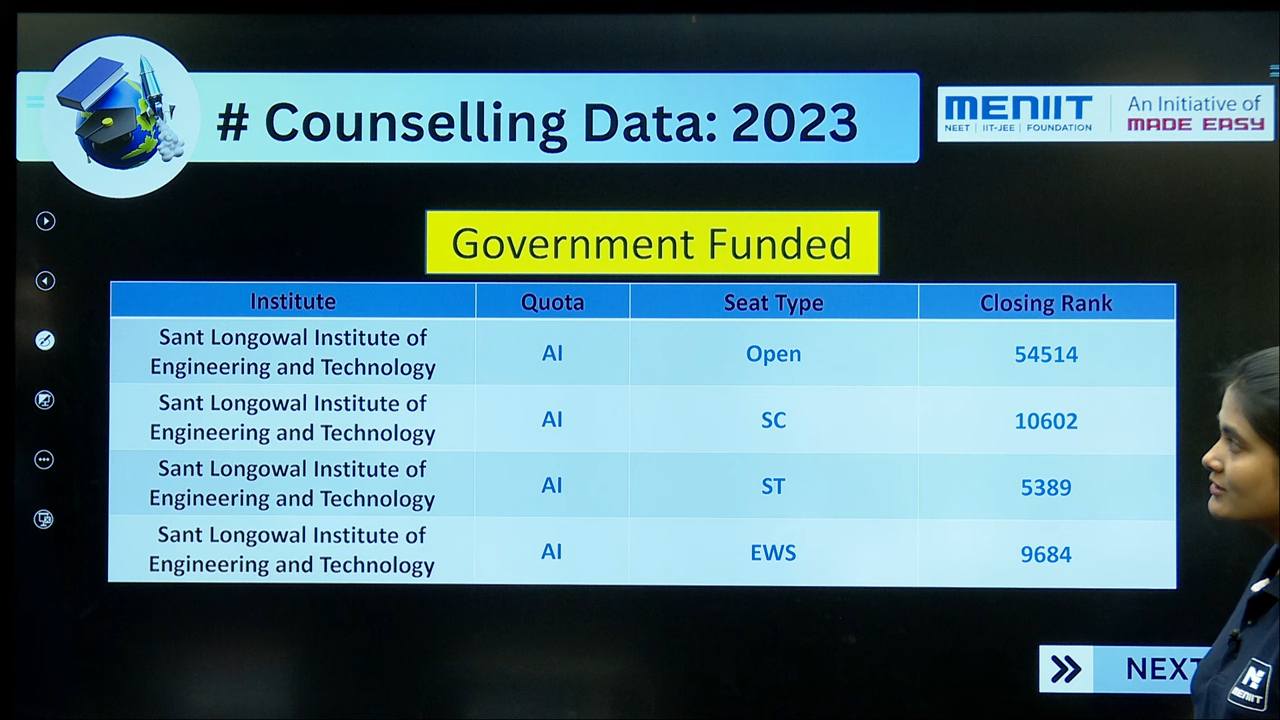 # Counselling Data: 2023
MENIIT
NEET | IIT-JEE | FOUNDATION
An Initiative of
MADE EASY
Government Funded
Institute Quota Seat Type Closing Rank
Sant Longowal Institute of
Engineering and Technology AI Open 54514
Sant Longowal Institute of
Engineering and Technology AI SC 10602
Sant Longowal Institute of
Engineering and Technology AI ST 5389
Sant Longowal Institute of
Engineering and Technology AI EWS 9684
NEXT
MENIIT